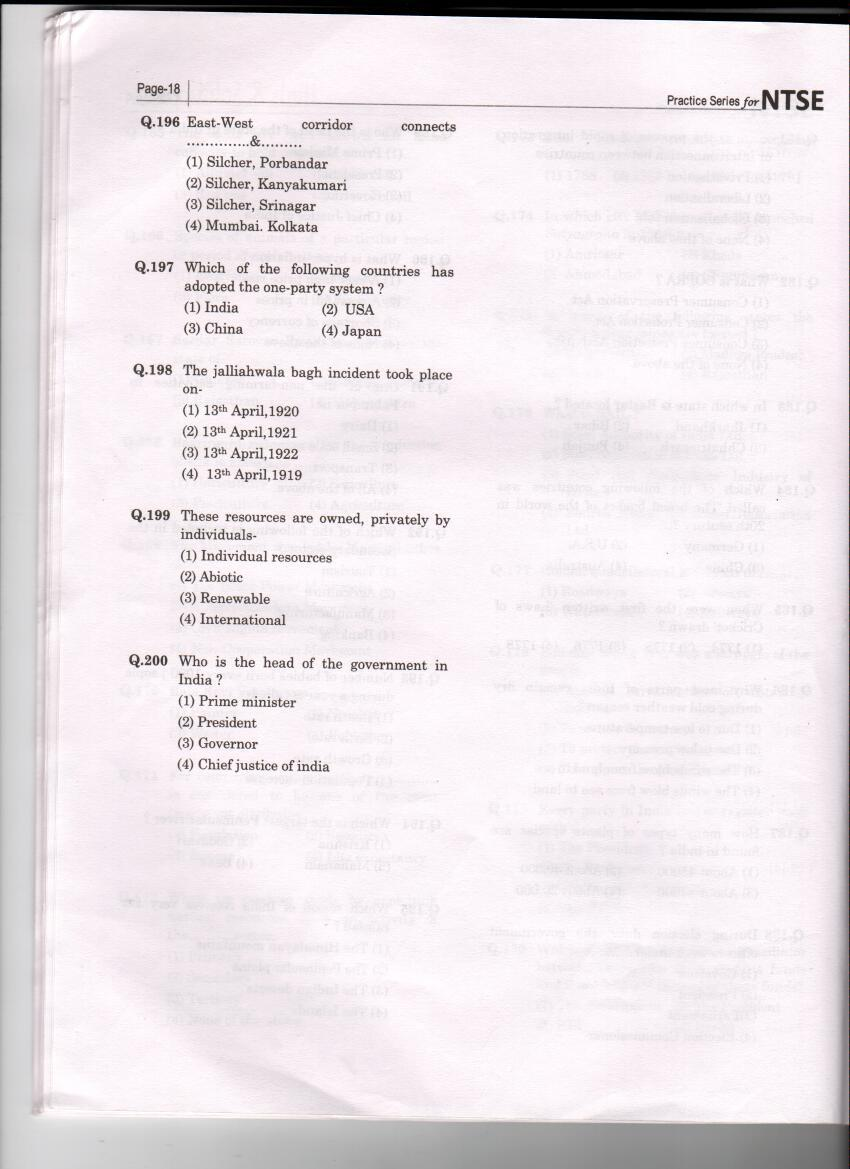 Page-18
Practice Series for NTSE
Q.196 East-West corridor connects
..............&.........
(1) Silcher, Porbandar
(2) Silcher, Kanyakumari
(3) Silcher, Srinagar
(4) Mumbai. Kolkata
Q.197 Which of the following countries has
adopted the one-party system ?
(1) India (2) USA
(3) China (4) Japan
Q.198 The jalliahwala bagh incident took place
on-
(1) 13th April,1920
(2) 13th April,1921
(3) 13th April,1922
(4) 13th April,1919
Q.199 These resources are owned, privately by
individuals-
(1) Individual resources
(2) Abiotic
(3) Renewable
(4) International
Q.200 Who is the head of the government in
India ?
(1) Prime minister
(2) President
(3) Governor
(4) Chief justice of india